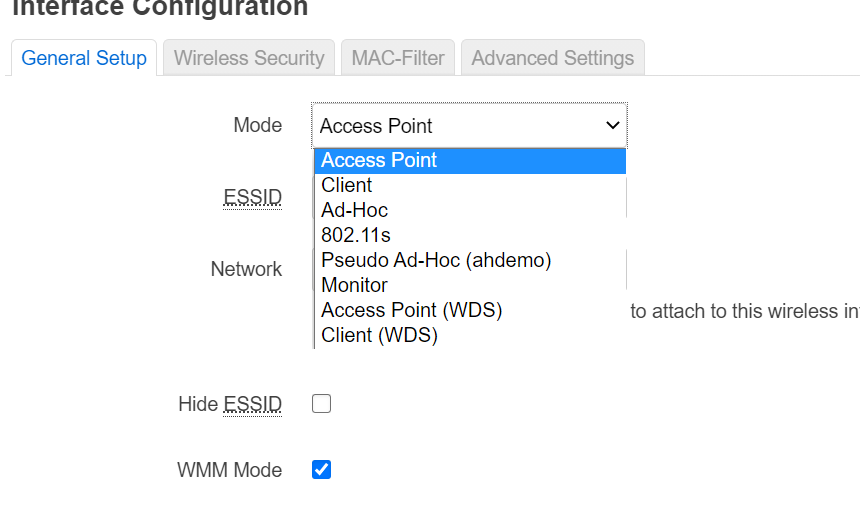 Interface Configuration
General Setup Wireless Security MAC-Filter Advanced Settings
Mode Access Point
Access Point
Client
ESSID
Ad-Hoc
802.11s
Network
Pseudo Ad-Hoc (ahdemo)
Monitor
Access Point (WDS)
to attach to this wireless in
Client (WDS)
Hide ESSID
WMM Mode